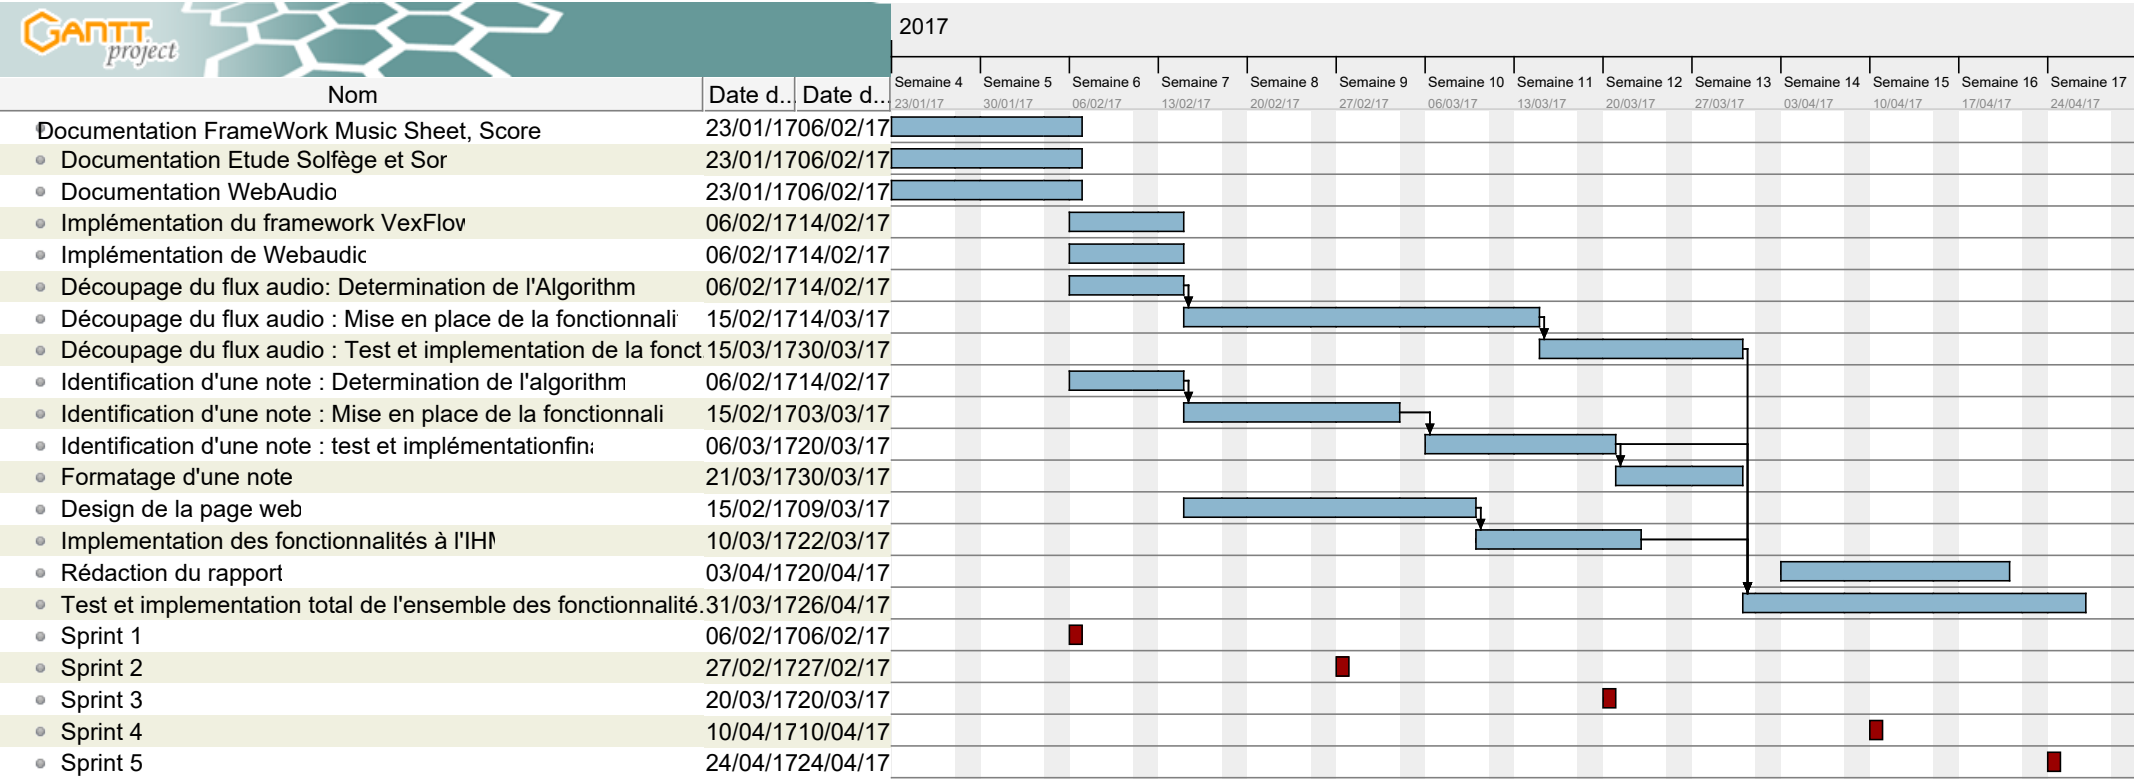 GANTT project
2017
Semaine 4 Semaine 5 Semaine 6 Semaine 7 Semaine 8 Semaine 9 Semaine 10 Semaine 11 Semaine 12 Semaine 13 Semaine 14 Semaine 15 Semaine 16 Semaine 17
Nom Date d... Date d...
23/01/17 30/01/17 06/02/17 13/02/17 20/02/17 27/02/17 06/03/17 13/03/17 20/03/17 27/03/17 03/04/17 10/04/17 17/04/17 24/04/17
Documentation FrameWork Music Sheet, Score 23/01/17 06/02/17
Documentation Etude Solfège et Sor 23/01/17 06/02/17
Documentation WebAudio 23/01/17 06/02/17
Implémentation du framework VexFlow 06/02/17 14/02/17
Implémentation de Webaudio 06/02/17 14/02/17
Découpage du flux audio: Determination de l'Algorithm 06/02/17 14/02/17
Découpage du flux audio : Mise en place de la fonctionnali 15/02/17 14/03/17
Découpage du flux audio : Test et implementation de la fonct 15/03/17 30/03/17
Identification d'une note : Determination de l'algorithm 06/02/17 14/02/17
Identification d'une note : Mise en place de la fonctionnali 15/02/17 03/03/17
Identification d'une note : test et implémentationfina 06/03/17 20/03/17
Formatage d'une note 21/03/17 30/03/17
Design de la page web 15/02/17 09/03/17
Implementation des fonctionnalités à l'IHM 10/03/17 22/03/17
Rédaction du rapport 03/04/17 20/04/17
Test et implementation total de l'ensemble des fonctionnalité. 31/03/17 26/04/17
Sprint 1 06/02/17 06/02/17
Sprint 2 27/02/17 27/02/17
Sprint 3 20/03/17 20/03/17
Sprint 4 10/04/17 10/04/17
Sprint 5 24/04/17 24/04/17